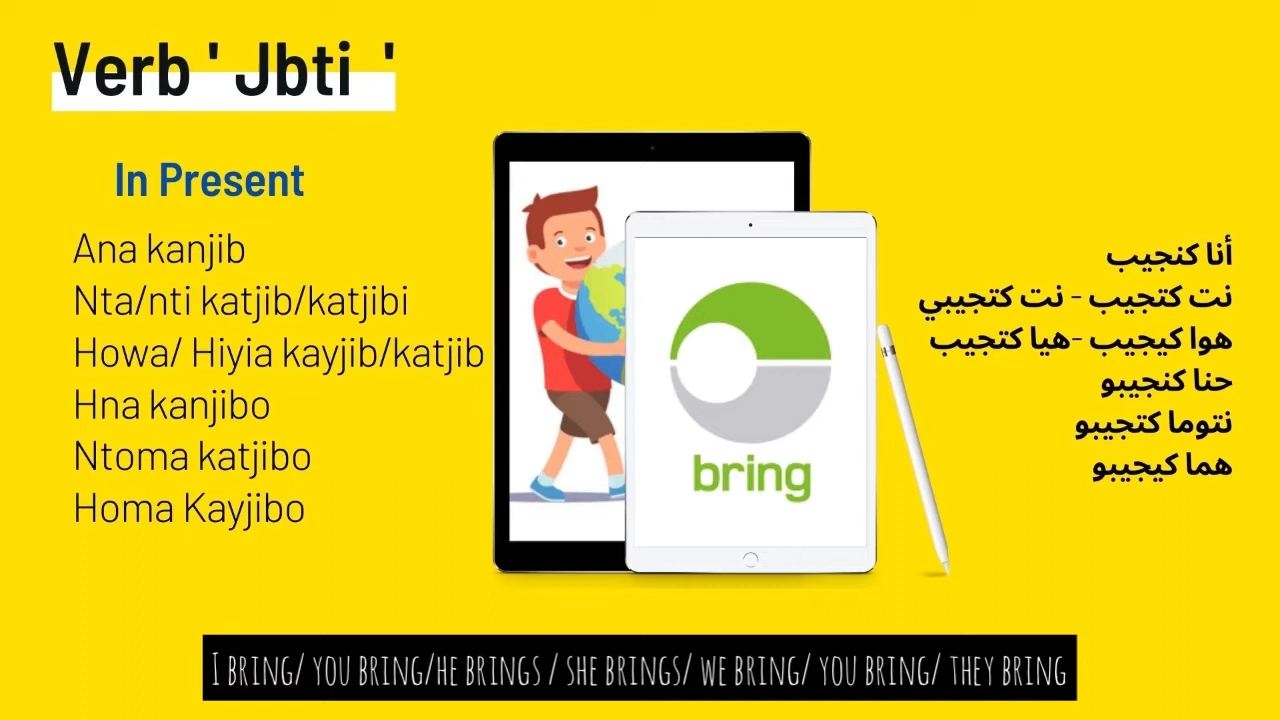 Verb ' Jbti '
In Present
Ana kanjib
Nta/nti katjib/katjibi
Howa/ Hiyia kayjib/katjib
Hna kanjibo
Ntoma katjibo
Homa Kayjibo
bring
أنا كنجيب
نت كتجيب - نت كتجيبي
هوا كيجيب -هيا كتجيب
حنا كنجيبو
نتوما كتجيبو
هما كيجيبو
I BRING/ YOU BRING/HE BRINGS / SHE BRINGS/ WE BRING/ YOU BRING/ THEY BRING